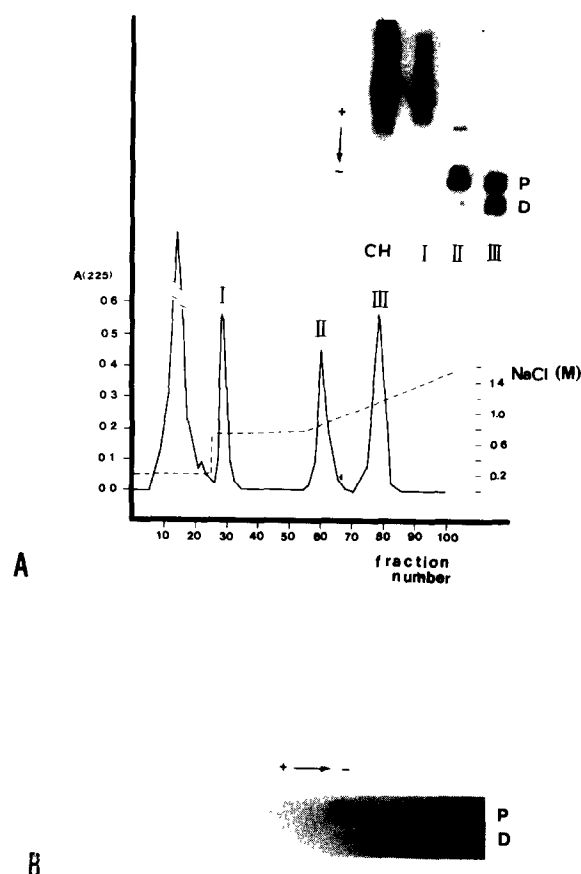 +
-
P
D
CH I II III
A(225)
I
II
III
0.6
0.5
0.4
0.3
0.2
0.1
0.0
NaCl (M)
1.4
1.0
0.6
0.2
10 20 30 40 50 60 70 80 90 100
fraction
number
A
+ -
P
D
B